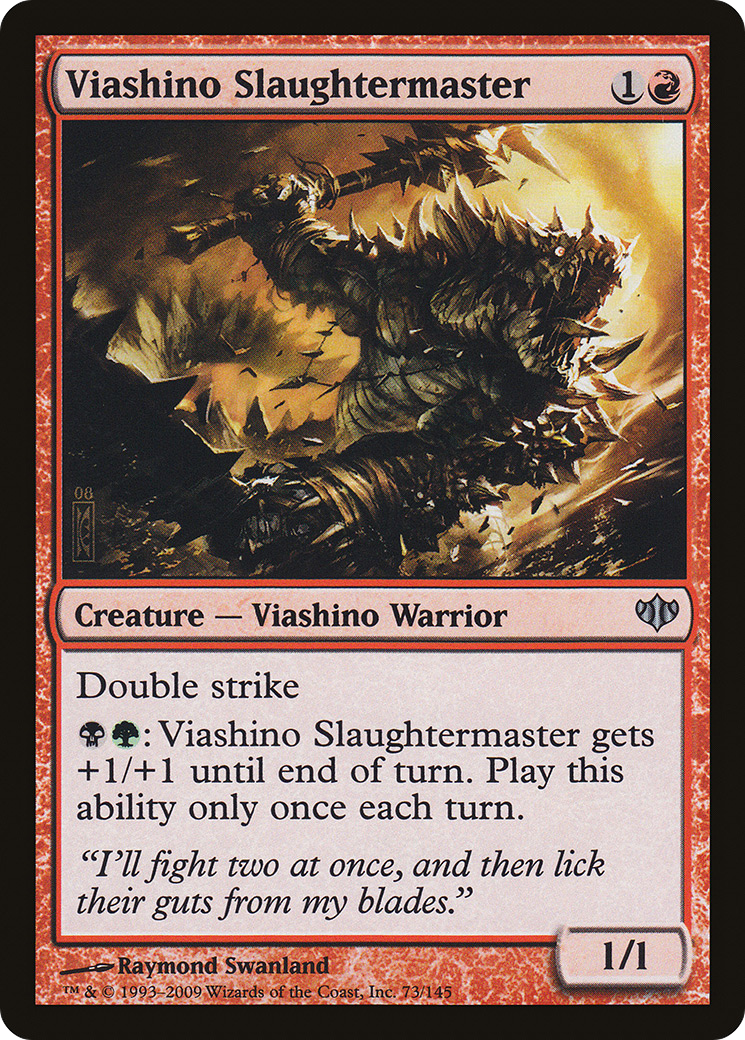 Viashino Slaughtermaster 1
08
Creature — Viashino Warrior
Double strike
: Viashino Slaughtermaster gets
+1/+1 until end of turn. Play this
ability only once each turn.
“I’ll fight two at once, and then lick
their guts from my blades.”
1/1
Raymond Swanland
™ & © 1993–2009 Wizards of the Coast, Inc. 73/145